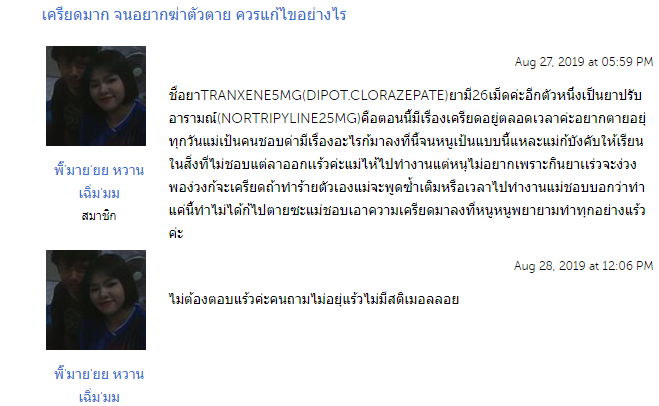 เครียดมาก จนอยากฆ่าตัวตาย ควรแก้ไขอย่างไร
Aug 27, 2019 at 05:59 PM
ชื่อยาTRANXENE5MG(DIPOT.CLORAZEPATE)ยามี26เม็ดค่ะอีกตัวหนึ่งเป็นยาปรับ
อารามณ์(NORTRIPYLINE25MG)คือตอนนี้มีเรื่องเครียดอยู่ตลอดเวลาค่ะอยากตายอยู่
ทุกวันแม่เป็นคนชอบด่ามีเรื่องอะไรก้มาลงที่นี้จนหนูเป็นแบบนี้แหละแม่ก้บังคับให้เรียน
ในสิ่งที่ไม่ชอบแต่ลาออกแร้วค่ะแม่ไห้ไปทำงานแต่หนุไม่อยากเพราะกินยาแร่วจะง่วง
พอง่วงก้จะเครียดถ้าทำร้ายตัวเองแม่จะพูดซ้ำเติมหรือเวลาไปทำงานแม่ชอบบอกว่าทำ
แค่นี้ทำไม่ได้ก้ไปตายซะแม่ชอบเอาความเครียดมาลงที่หนูหนูพยายามทำทุกอย่างแร้ว
ค่ะ
พี๊'มาย'ยย หวาน
เฉิ่ม'มม
สมาชิก
Aug 28, 2019 at 12:06 PM
ไม่ต้องตอบแร้วค่ะคนถามไม่อยุ่แร้วไม่มีสติเมอลลอย
พี๊'มาย'ยย หวาน
เฉิ่ม'มม